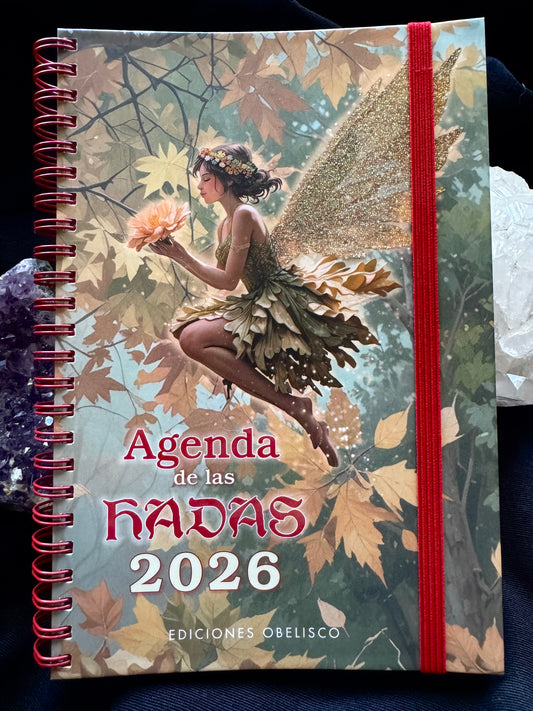 Agenda
de las
HADAS
2026
EDICIONES OBELISCO